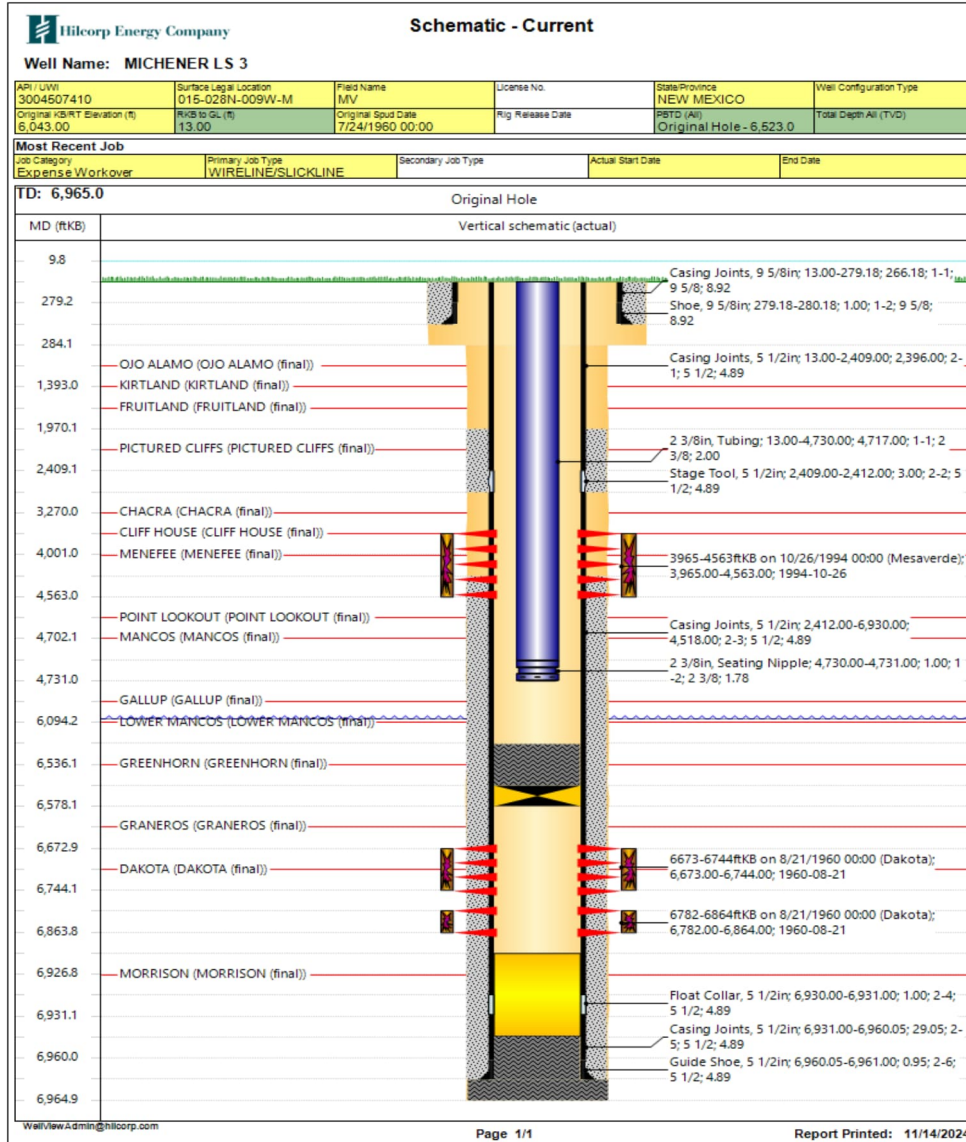 Hilcorp Energy Company
Schematic - Current
Well Name: MICHENER LS 3
API / UWI
3004507410
Surface Legal Location
015-028N-009W-M
Field Name
MV
License No.
State/Province
NEW MEXICO
Well Configuration Type
Original KB/RT Elevation (ft)
6,043.00
RKB to GL (ft)
13.00
Original Spud Date
7/24/1960 00:00
Rig Release Date
PBTD (All)
Original Hole - 6,523.0
Total Depth All (TVD)
Most Recent Job
Job Category
Expense Workover
Primary Job Type
WIRELINE/SLICKLINE
Secondary Job Type
Actual Start Date
End Date
TD: 6,965.0
Original Hole
MD (ftKB)
Vertical schematic (actual)
9.8
279.2
284.1
1,393.0
1,970.1
2,409.1
3,270.0
4,001.0
4,563.0
4,702.1
4,731.0
6,094.2
6,536.1
6,578.1
6,672.9
6,744.1
6,863.8
6,926.8
6,931.1
6,960.0
6,964.9
OJO ALAMO (OJO ALAMO (final))
KIRTLAND (KIRTLAND (final))
FRUITLAND (FRUITLAND (final))
PICTURED CLIFFS (PICTURED CLIFFS (final))
CHACRA (CHACRA (final))
CLIFF HOUSE (CLIFF HOUSE (final))
MENEFEE (MENEFEE (final))
POINT LOOKOUT (POINT LOOKOUT (final))
MANCOS (MANCOS (final))
GALLUP (GALLUP (final))
LOWER MANCOS (LOWER MANCOS (final))
GREENHORN (GREENHORN (final))
GRANEROS (GRANEROS (final))
DAKOTA (DAKOTA (final))
MORRISON (MORRISON (final))
Casing Joints, 9 5/8in; 13.00-279.18; 266.18; 1-1;
9 5/8; 8.92
Shoe, 9 5/8in; 279.18-280.18; 1.00; 1-2; 9 5/8;
8.92
Casing Joints, 5 1/2in; 13.00-2,409.00; 2,396.00; 2-
1; 5 1/2; 4.89
2 3/8in, Tubing; 13.00-4,730.00; 4,717.00; 1-1; 2
3/8; 2.00
Stage Tool, 5 1/2in; 2,409.00-2,412.00; 3.00; 2-2; 5
1/2; 4.89
3965-4563ftKB on 10/26/1994 00:00 (Mesaverde);
3,965.00-4,563.00; 1994-10-26
Casing Joints, 5 1/2in; 2,412.00-6,930.00;
4,518.00; 2-3; 5 1/2; 4.89
2 3/8in, Seating Nipple; 4,730.00-4,731.00; 1.00; 1
-2; 2 3/8; 1.78
6673-6744ftKB on 8/21/1960 00:00 (Dakota);
6,673.00-6,744.00; 1960-08-21
6782-6864ftKB on 8/21/1960 00:00 (Dakota);
6,782.00-6,864.00; 1960-08-21
Float Collar, 5 1/2in; 6,930.00-6,931.00; 1.00; 2-4;
5 1/2; 4.89
Casing Joints, 5 1/2in; 6,931.00-6,960.05; 29.05; 2-
5; 5 1/2; 4.89
Guide Shoe, 5 1/2in; 6,960.05-6,961.00; 0.95; 2-6;
5 1/2; 4.89
WellViewAdmin@hilcorp.com
Page 1/1
Report Printed: 11/14/2024